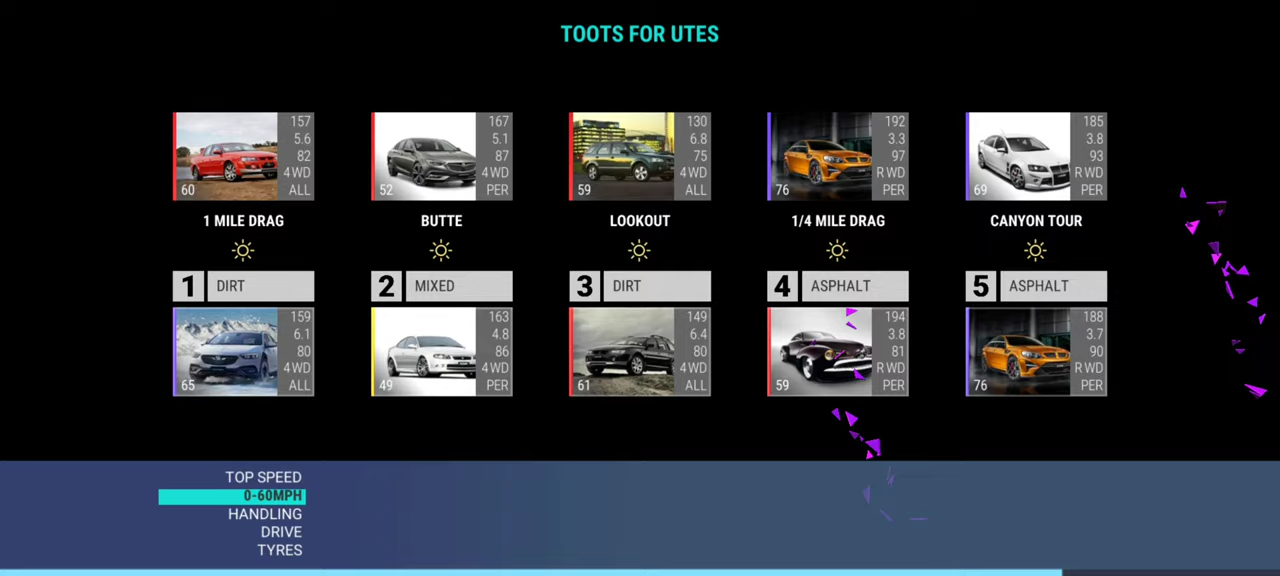 TOOTS FOR UTES
157
5.6
82
4WD
ALL
60
167
5.1
87
4WD
PER
52
130
6.8
75
4WD
ALL
59
192
3.3
97
RWD
PER
76
185
3.8
93
RWD
PER
69
1 MILE DRAG
BUTTE
LOOKOUT
1/4 MILE DRAG
CANYON TOUR
1 DIRT
2 MIXED
3 DIRT
4 ASPHALT
5 ASPHALT
159
6.1
80
4WD
ALL
65
163
4.8
86
4WD
PER
49
149
6.4
80
4WD
ALL
61
194
3.8
81
RWD
PER
59
188
3.7
90
RWD
PER
76
TOP SPEED
0-60MPH
HANDLING
DRIVE
TYRES